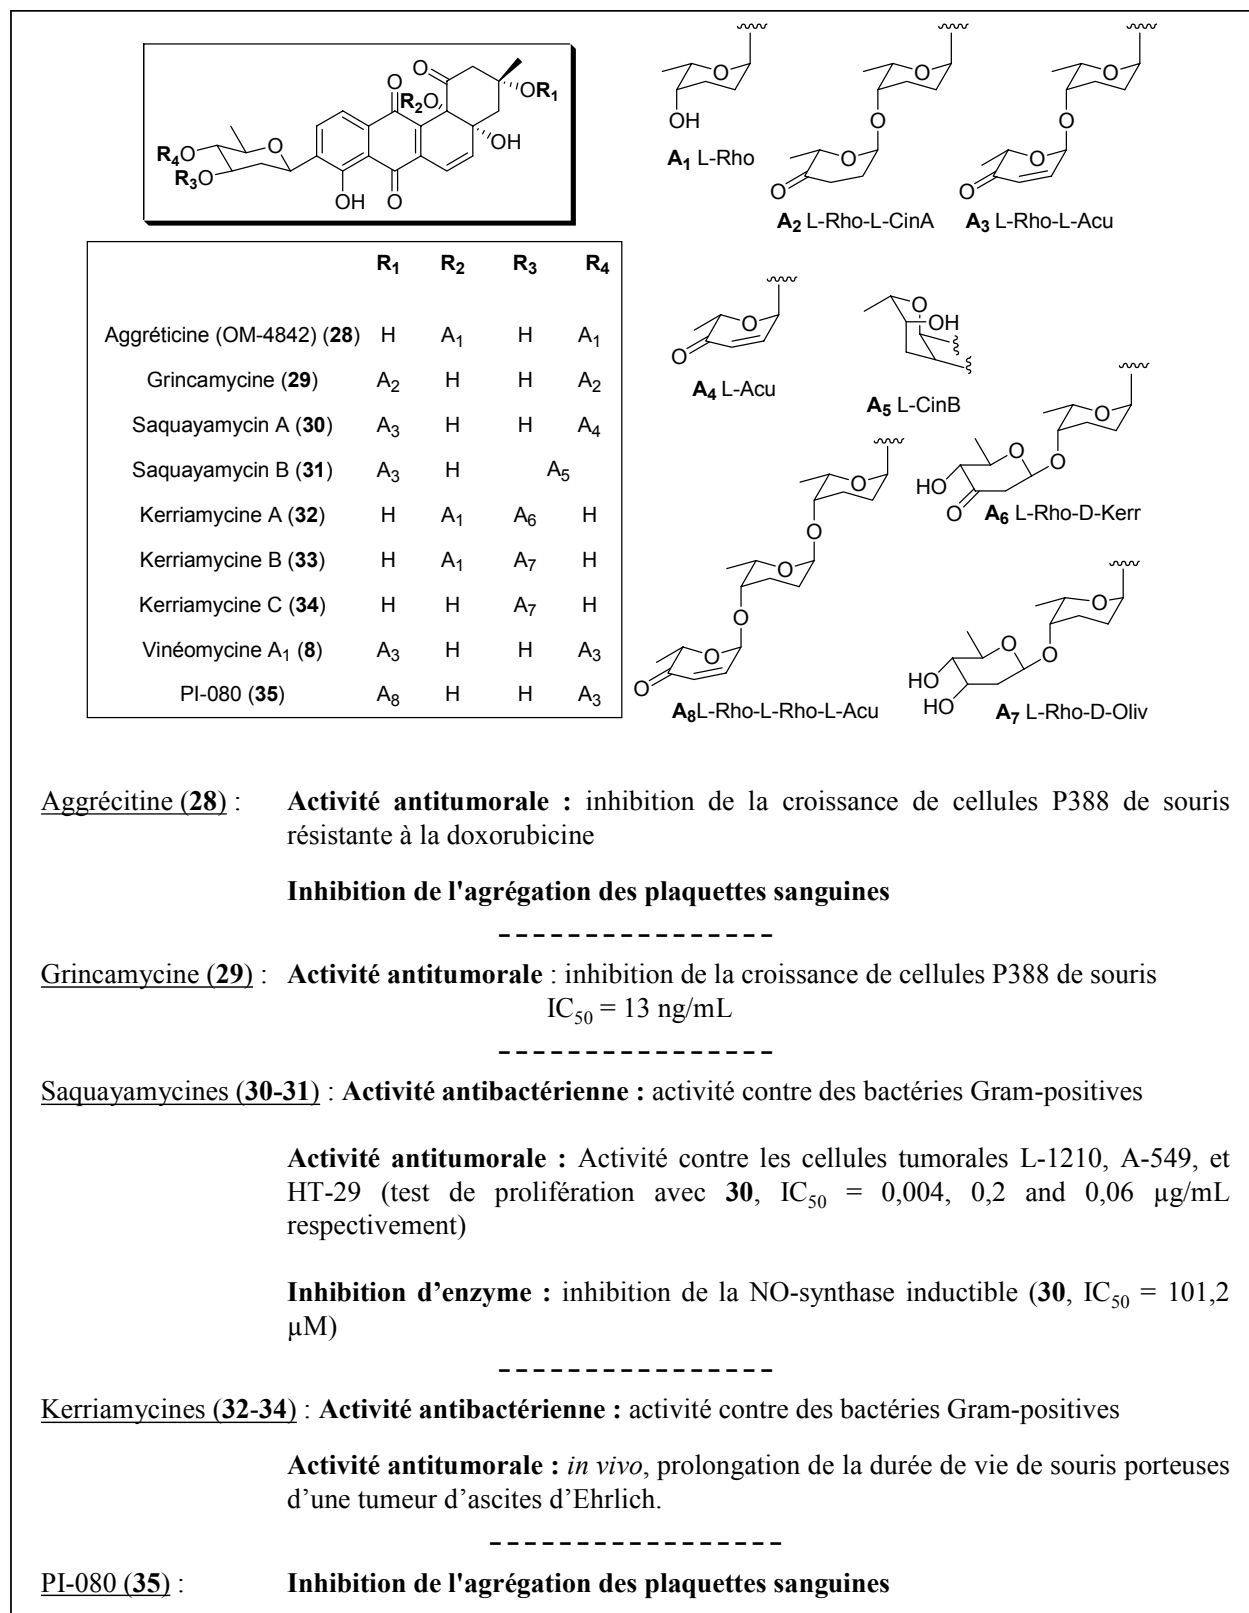 O
O
OR1
R2
O
O
OH
R4
O
O
R3
O
OH
O
O
OH
A1 L-Rho
O
O
O
O
A2 L-Rho-L-CinA
O
O
O
O
A3 L-Rho-L-Acu
R1 R2 R3 R4
Aggréticine (OM-4842) (28) H A1 H A1
Grincamycine (29) A2 H H A2
Saquayamycin A (30) A3 H H A4
Saquayamycin B (31) A3 H A5
Kerriamycine A (32) H A1 A6 H
Kerriamycine B (33) H A1 A7 H
Kerriamycine C (34) H H A7 H
Vinéomycine A1 (8) A3 H H A3
PI-080 (35) A8 H H A3
O
O
A4 L-Acu
O
OH
A5 L-CinB
O
O
O
HO
O
A6 L-Rho-D-Kerr
O
O
O
O
O
O
A8L-Rho-L-Rho-L-Acu
O
O
O
HO
HO
A7 L-Rho-D-Oliv
Aggrécitine (28) : Activité antitumorale : inhibition de la croissance de cellules P388 de souris
résistante à la doxorubicine
Inhibition de l'agrégation des plaquettes sanguines
----------------
Grincamycine (29) : Activité antitumorale : inhibition de la croissance de cellules P388 de souris
IC50 = 13 ng/mL
----------------
Saquayamycines (30-31) : Activité antibactérienne : activité contre des bactéries Gram-positives
Activité antitumorale : Activité contre les cellules tumorales L-1210, A-549, et
HT-29 (test de prolifération avec 30, IC50 = 0,004, 0,2 and 0,06 µg/mL
respectivement)
Inhibition d’enzyme : inhibition de la NO-synthase inductible (30, IC50 = 101,2
µM)
----------------
Kerriamycines (32-34) : Activité antibactérienne : activité contre des bactéries Gram-positives
Activité antitumorale : in vivo, prolongation de la durée de vie de souris porteuses
d’une tumeur d’ascites d’Ehrlich.
-----------------
PI-080 (35) : Inhibition de l'agrégation des plaquettes sanguines